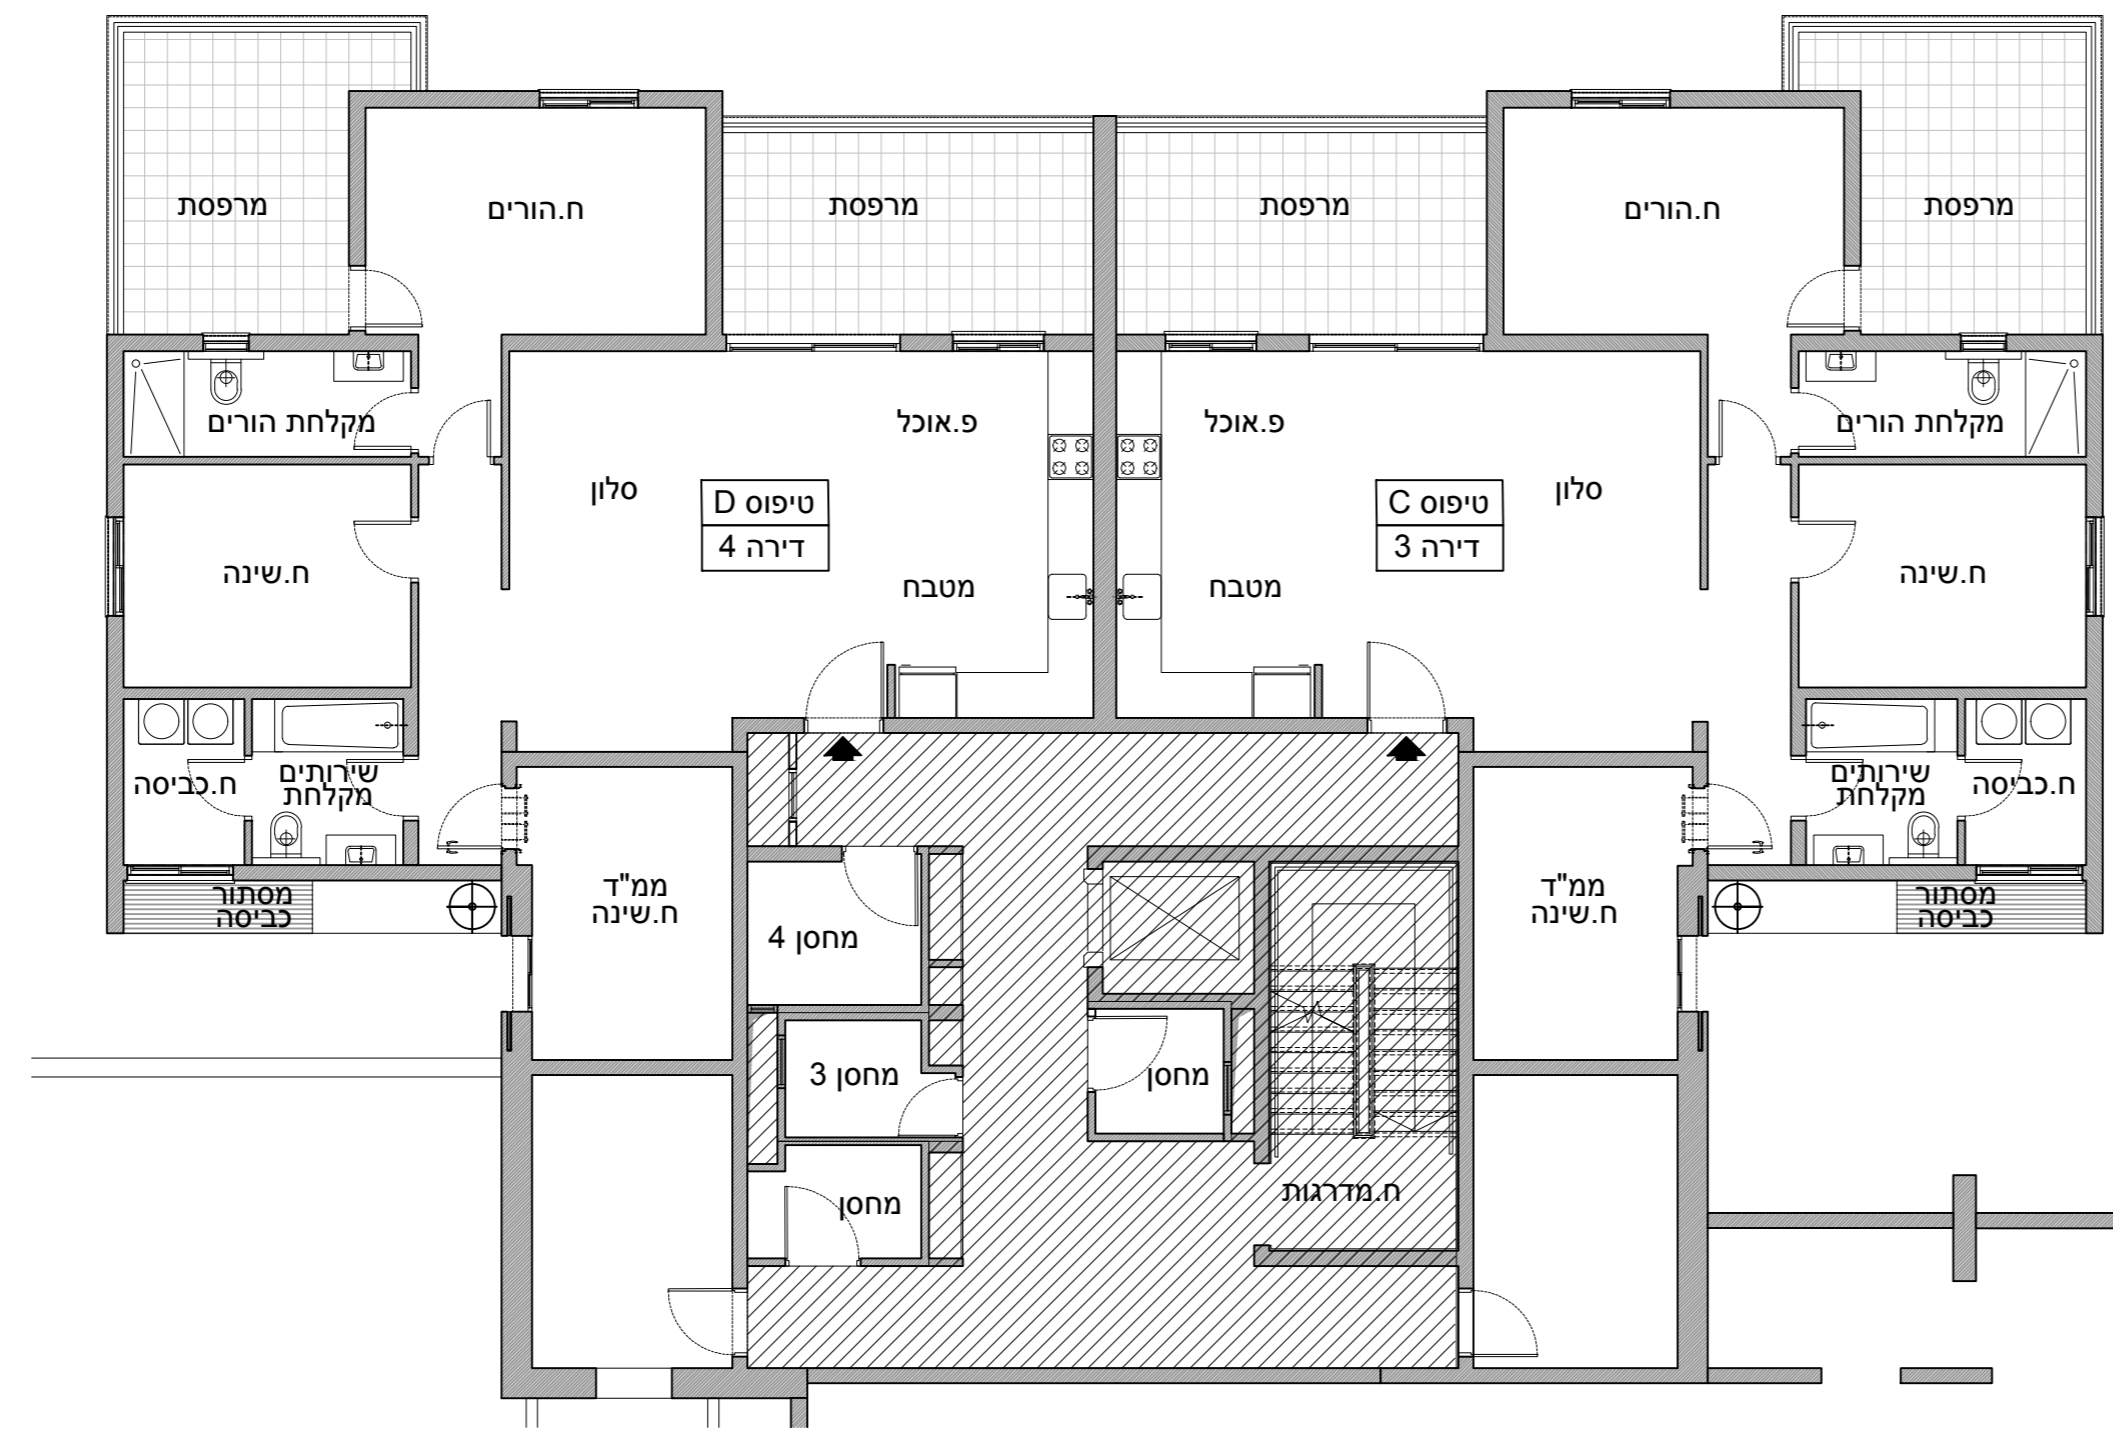 מרפסת
ח.הורים
מרפסת
מרפסת
ח.הורים
מרפסת
מקלחת הורים
פ.אוכל
פ.אוכל
מקלחת הורים
סלון
טיפוס D
דירה 4
טיפוס C
דירה 3
סלון
ח.שינה
מטבח
מטבח
ח.שינה
ח.כביסה
שירותים
מקלחת
שירותים
מקלחת
ח.כביסה
מסתור
כביסה
ממ"ד
ח.שינה
מחסן 4
ממ"ד
ח.שינה
מסתור
כביסה
מחסן 3
מחסן
מחסן
ח.מדרגות